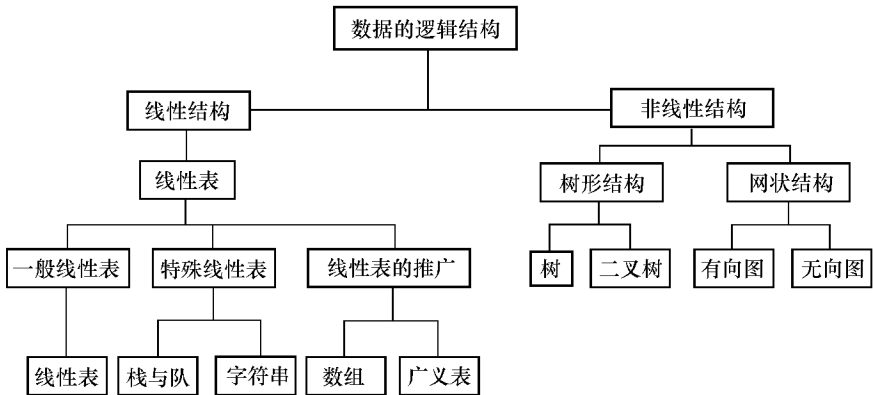 数据的逻辑结构
线性结构
非线性结构
线性表
树形结构
网状结构
一般线性表
特殊线性表
线性表的推广
树
二叉树
有向图
无向图
线性表
栈与队
字符串
数组
广义表